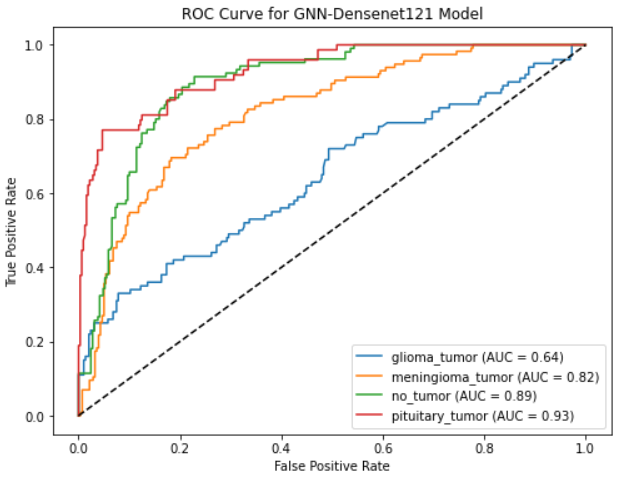 ROC Curve for GNN-Densenet121 Model
True Positive Rate
1.0
0.8
0.6
0.4
0.2
0.0
glioma_tumor (AUC = 0.64)
meningioma_tumor (AUC = 0.82)
no_tumor (AUC = 0.89)
pituitary_tumor (AUC = 0.93)
0.0 0.2 0.4 0.6 0.8 1.0
False Positive Rate